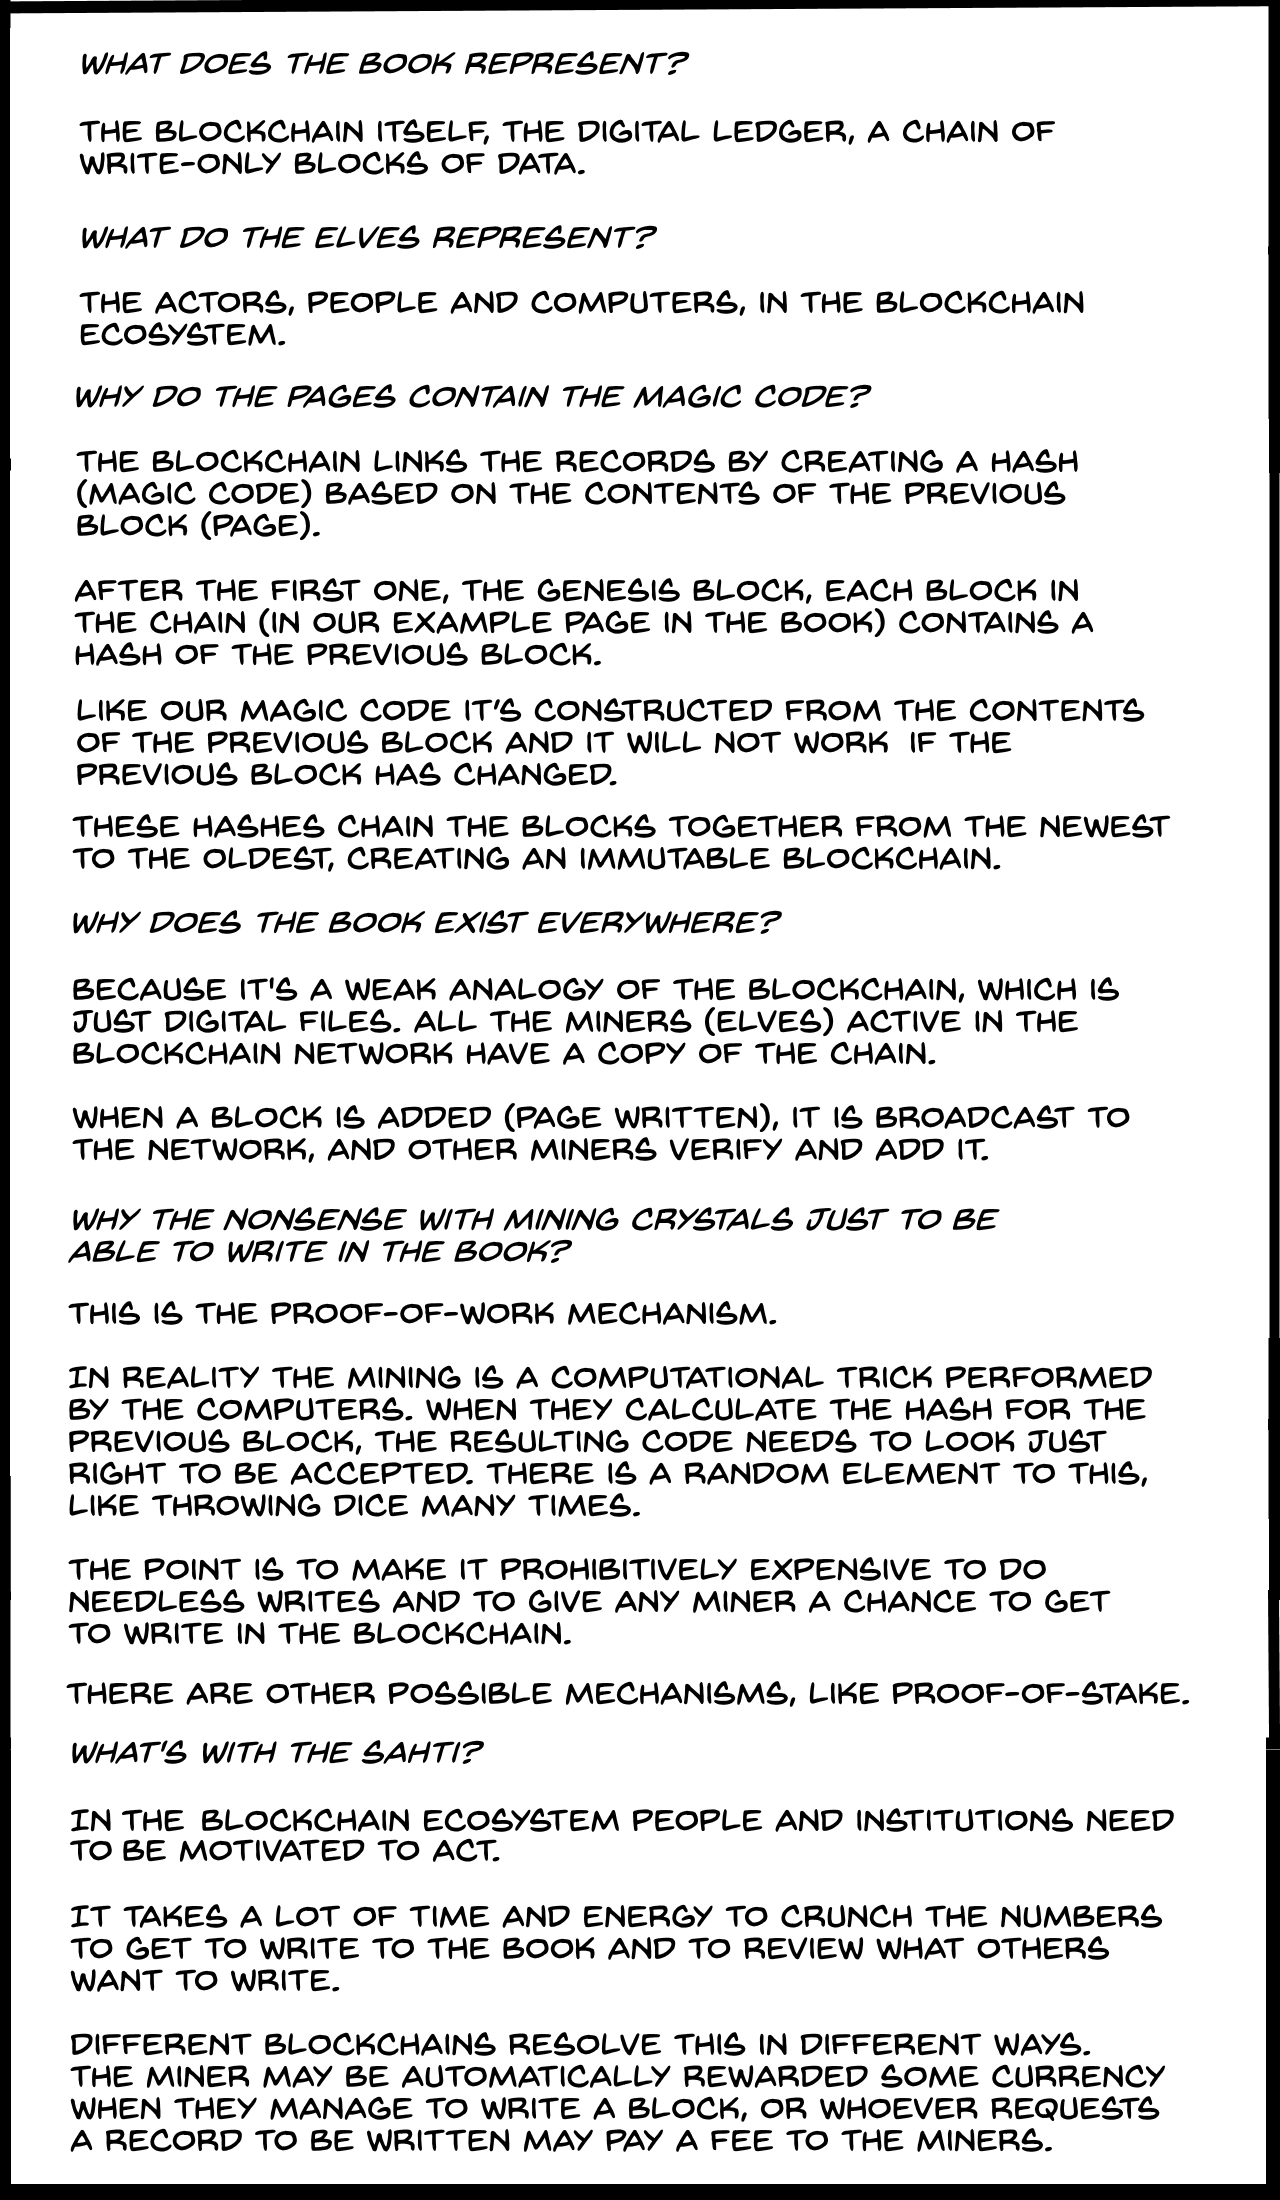 WHAT DOES THE BOOK REPRESENT?
THE BLOCKCHAIN ITSELF, THE DIGITAL LEDGER, A CHAIN OF
WRITE-ONLY BLOCKS OF DATA.
WHAT DO THE ELVES REPRESENT?
THE ACTORS, PEOPLE AND COMPUTERS, IN THE BLOCKCHAIN
ECOSYSTEM.
WHY DO THE PAGES CONTAIN THE MAGIC CODE?
THE BLOCKCHAIN LINKS THE RECORDS BY CREATING A HASH
(MAGIC CODE) BASED ON THE CONTENTS OF THE PREVIOUS
BLOCK (PAGE).
AFTER THE FIRST ONE, THE GENESIS BLOCK, EACH BLOCK IN
THE CHAIN (IN OUR EXAMPLE PAGE IN THE BOOK) CONTAINS A
HASH OF THE PREVIOUS BLOCK.
LIKE OUR MAGIC CODE IT'S CONSTRUCTED FROM THE CONTENTS
OF THE PREVIOUS BLOCK AND IT WILL NOT WORK IF THE
PREVIOUS BLOCK HAS CHANGED.
THESE HASHES CHAIN THE BLOCKS TOGETHER FROM THE NEWEST
TO THE OLDEST, CREATING AN IMMUTABLE BLOCKCHAIN.
WHY DOES THE BOOK EXIST EVERYWHERE?
BECAUSE IT'S A WEAK ANALOGY OF THE BLOCKCHAIN, WHICH IS
JUST DIGITAL FILES. ALL THE MINERS (ELVES) ACTIVE IN THE
BLOCKCHAIN NETWORK HAVE A COPY OF THE CHAIN.
WHEN A BLOCK IS ADDED (PAGE WRITTEN), IT IS BROADCAST TO
THE NETWORK, AND OTHER MINERS VERIFY AND ADD IT.
WHY THE NONSENSE WITH MINING CRYSTALS JUST TO BE
ABLE TO WRITE IN THE BOOK?
THIS IS THE PROOF-OF-WORK MECHANISM.
IN REALITY THE MINING IS A COMPUTATIONAL TRICK PERFORMED
BY THE COMPUTERS. WHEN THEY CALCULATE THE HASH FOR THE
PREVIOUS BLOCK, THE RESULTING CODE NEEDS TO LOOK JUST
RIGHT TO BE ACCEPTED. THERE IS A RANDOM ELEMENT TO THIS,
LIKE THROWING DICE MANY TIMES.
THE POINT IS TO MAKE IT PROHIBITIVELY EXPENSIVE TO DO
NEEDLESS WRITES AND TO GIVE ANY MINER A CHANCE TO GET
TO WRITE IN THE BLOCKCHAIN.
THERE ARE OTHER POSSIBLE MECHANISMS, LIKE PROOF-OF-STAKE.
WHAT'S WITH THE SAHTI?
IN THE BLOCKCHAIN ECOSYSTEM PEOPLE AND INSTITUTIONS NEED
TO BE MOTIVATED TO ACT.
IT TAKES A LOT OF TIME AND ENERGY TO CRUNCH THE NUMBERS
TO GET TO WRITE TO THE BOOK AND TO REVIEW WHAT OTHERS
WANT TO WRITE.
DIFFERENT BLOCKCHAINS RESOLVE THIS IN DIFFERENT WAYS.
THE MINER MAY BE AUTOMATICALLY REWARDED SOME CURRENCY
WHEN THEY MANAGE TO WRITE A BLOCK, OR WHOEVER REQUESTS
A RECORD TO BE WRITTEN MAY PAY A FEE TO THE MINERS.